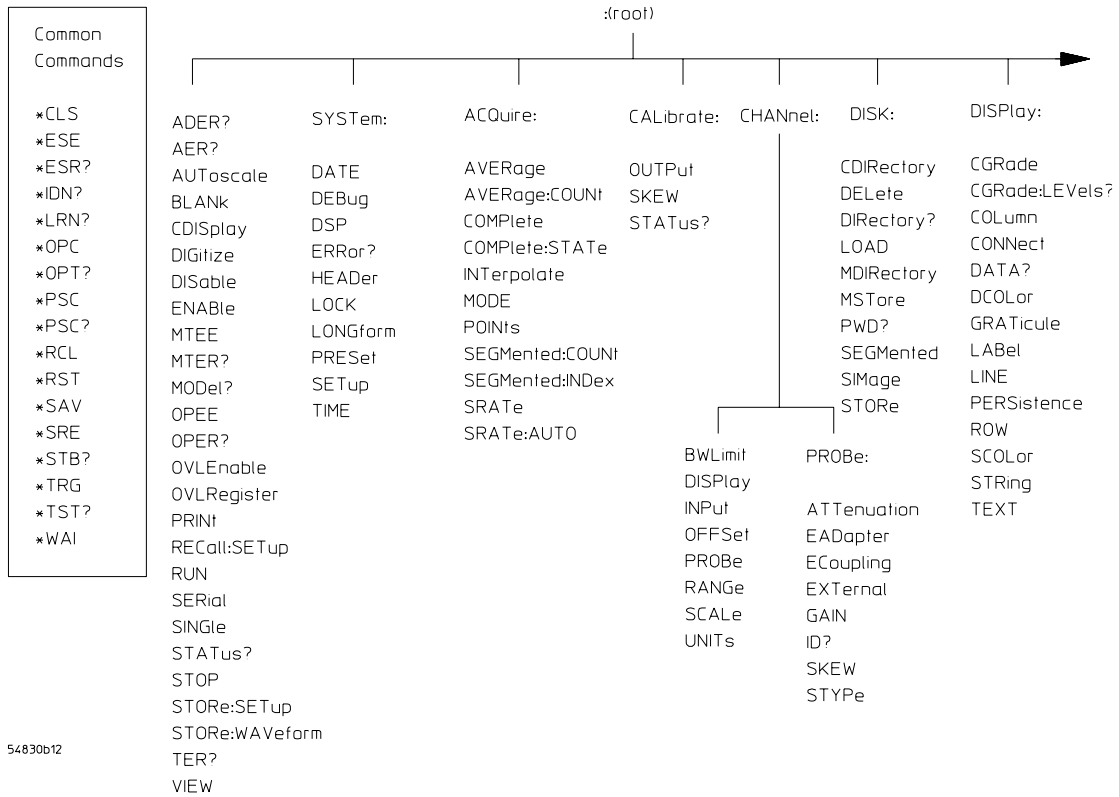 :(root)
Common
Commands
*CLS
*ESE
*ESR?
*IDN?
*LRN?
*OPC
*OPT?
*PSC
*PSC?
*RCL
*RST
*SAV
*SRE
*STB?
*TRG
*TST?
*WAI
ADER?
AER?
AUToscale
BLANk
CDISplay
DIGitize
DISable
ENABle
MTEE
MTER?
MODel?
OPEE
OPER?
OVLEnable
OVLRegister
PRINt
RECall:SETup
RUN
SERial
SINGle
STATus?
STOP
STORe:SETup
STORe:WAVeform
TER?
VIEW
SYSTem:
DATE
DEBug
DSP
ERRor?
HEADer
LOCK
LONGform
PRESet
SETup
TIME
ACQuire:
AVERage
AVERage:COUNt
COMPlete
COMPlete:STATe
INTerpolate
MODE
POINts
SEGMented:COUNt
SEGMented:INDex
SRATe
SRATe:AUTO
CALibrate:
OUTPut
SKEW
STATus?
CHANnel:
BWLimit
DISPlay
INPut
OFFSet
PROBe
RANGe
SCALe
UNITs
PROBe:
ATTenuation
EADapter
ECoupling
EXTernal
GAIN
ID?
SKEW
STYPe
DISK:
CDIRectory
DELete
DIRectory?
LOAD
MDIRectory
MSTore
PWD?
SEGMented
SIMage
STORe
DISPlay:
CGRade
CGRade:LEVels?
COLumn
CONNect
DATA?
DCOLor
GRATicule
LABel
LINE
PERSistence
ROW
SCOLor
STRing
TEXT
54830b12